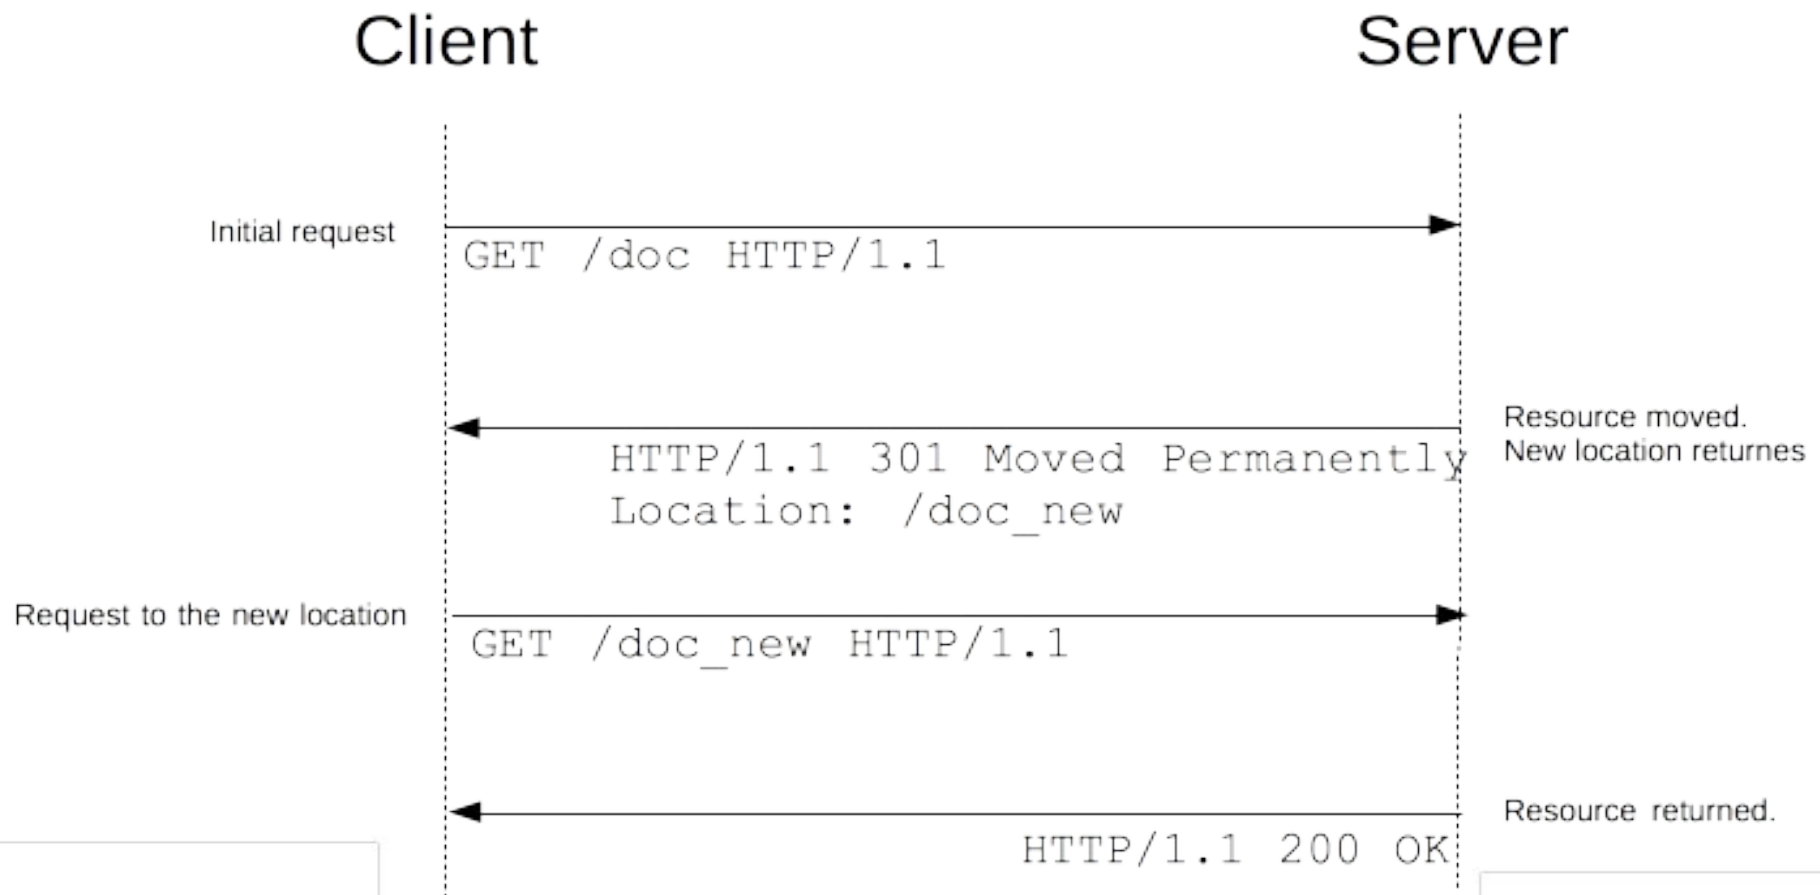 Client
Server
Initial request
GET /doc HTTP/1.1
Resource moved.
New location returnes
HTTP/1.1 301 Moved Permanently
Location: /doc_new
Request to the new location
GET /doc_new HTTP/1.1
Resource returned.
HTTP/1.1 200 OK